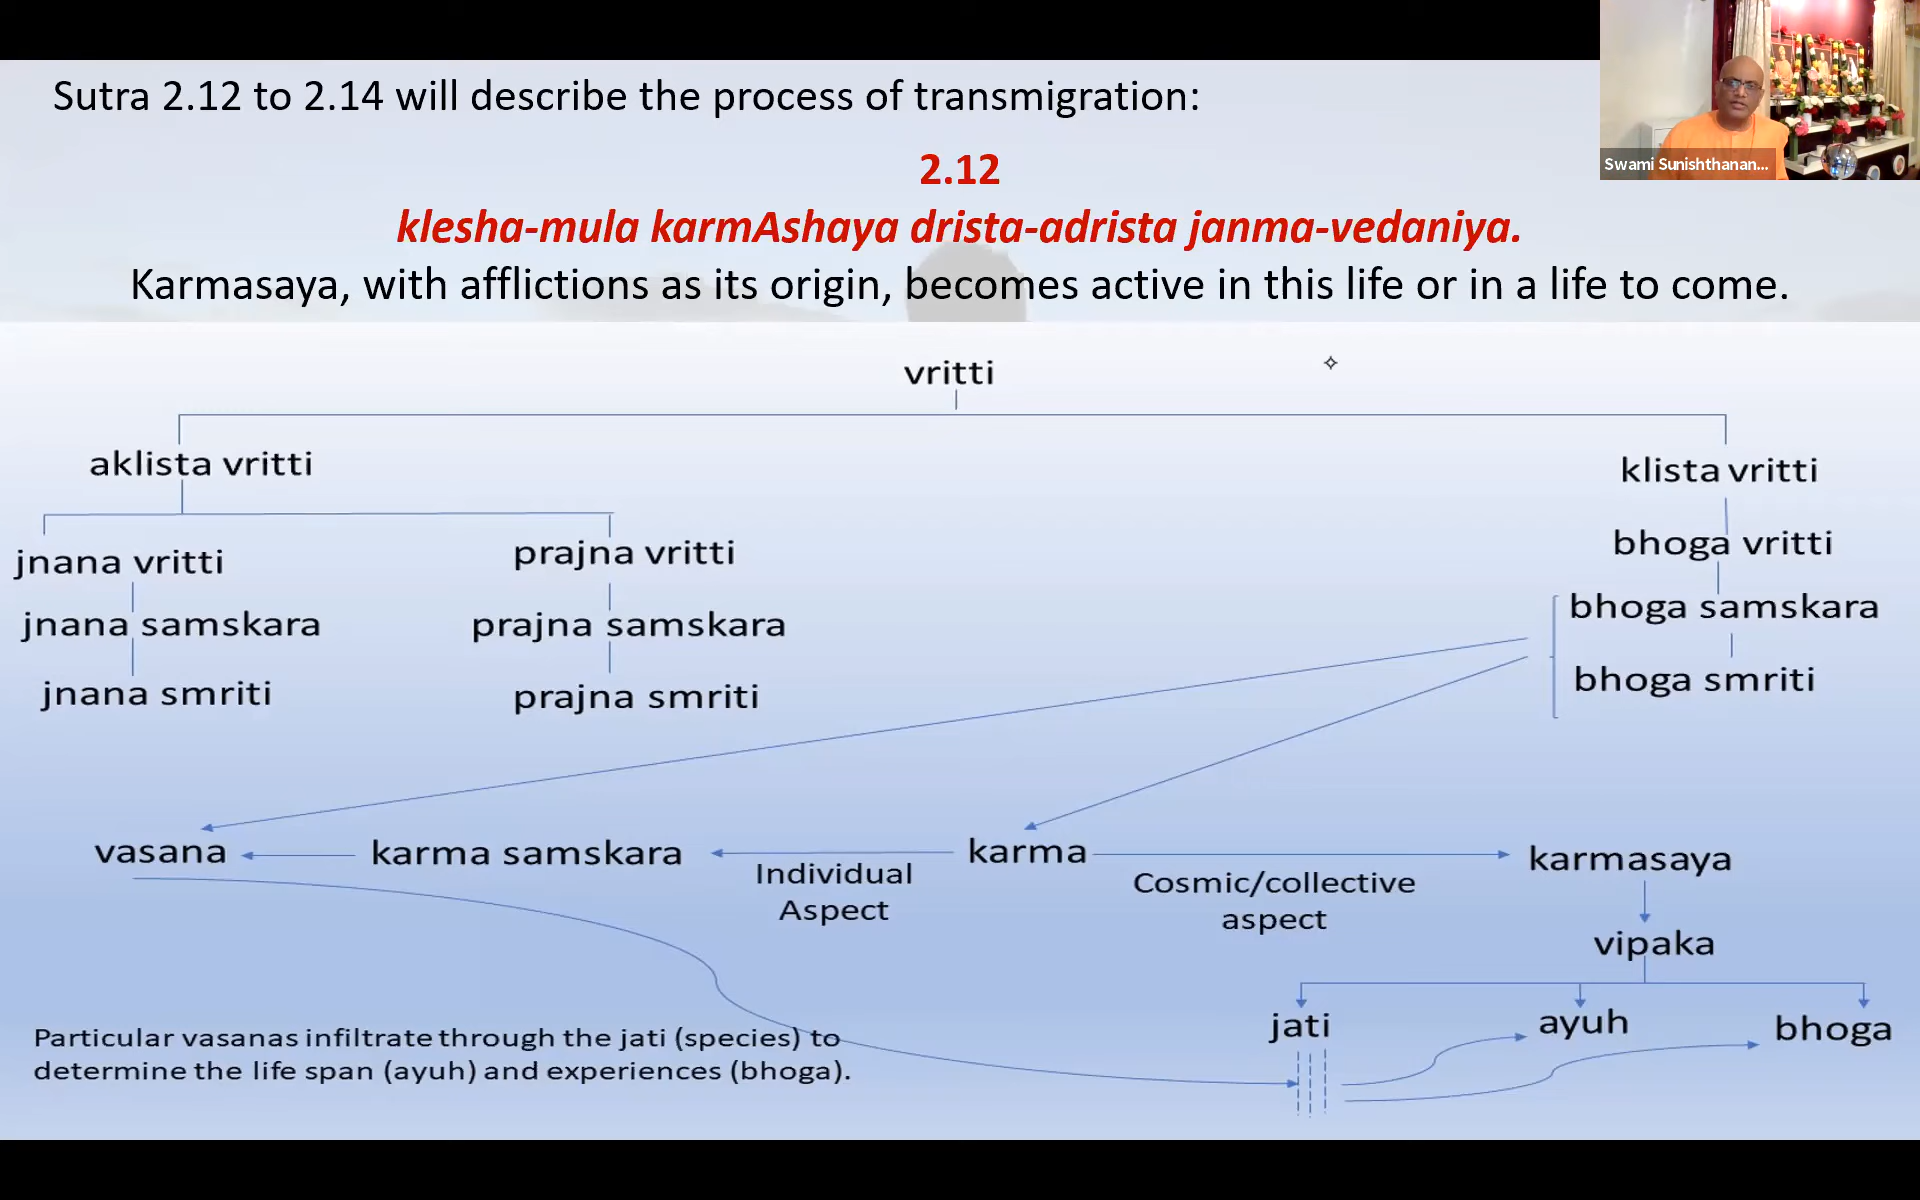 Sutra 2.12 to 2.14 will describe the process of transmigration:
Swami Sunishthanan...
2.12
klesha-mula karmAshaya drista-adrista janma-vedaniya.
Karmasaya, with afflictions as its origin, becomes active in this life or in a life to come.
vritti
aklista vritti
klista vritti
jnana vritti
prajna vritti
bhoga vritti
jnana samskara
prajna samskara
bhoga samskara
jnana smriti
prajna smriti
bhoga smriti
vasana
karma samskara
Individual
Aspect
karma
Cosmic/collective
aspect
karmasaya
vipaka
jati
ayuh
bhoga
Particular vasanas infiltrate through the jati (species) to
determine the life span (ayuh) and experiences (bhoga).